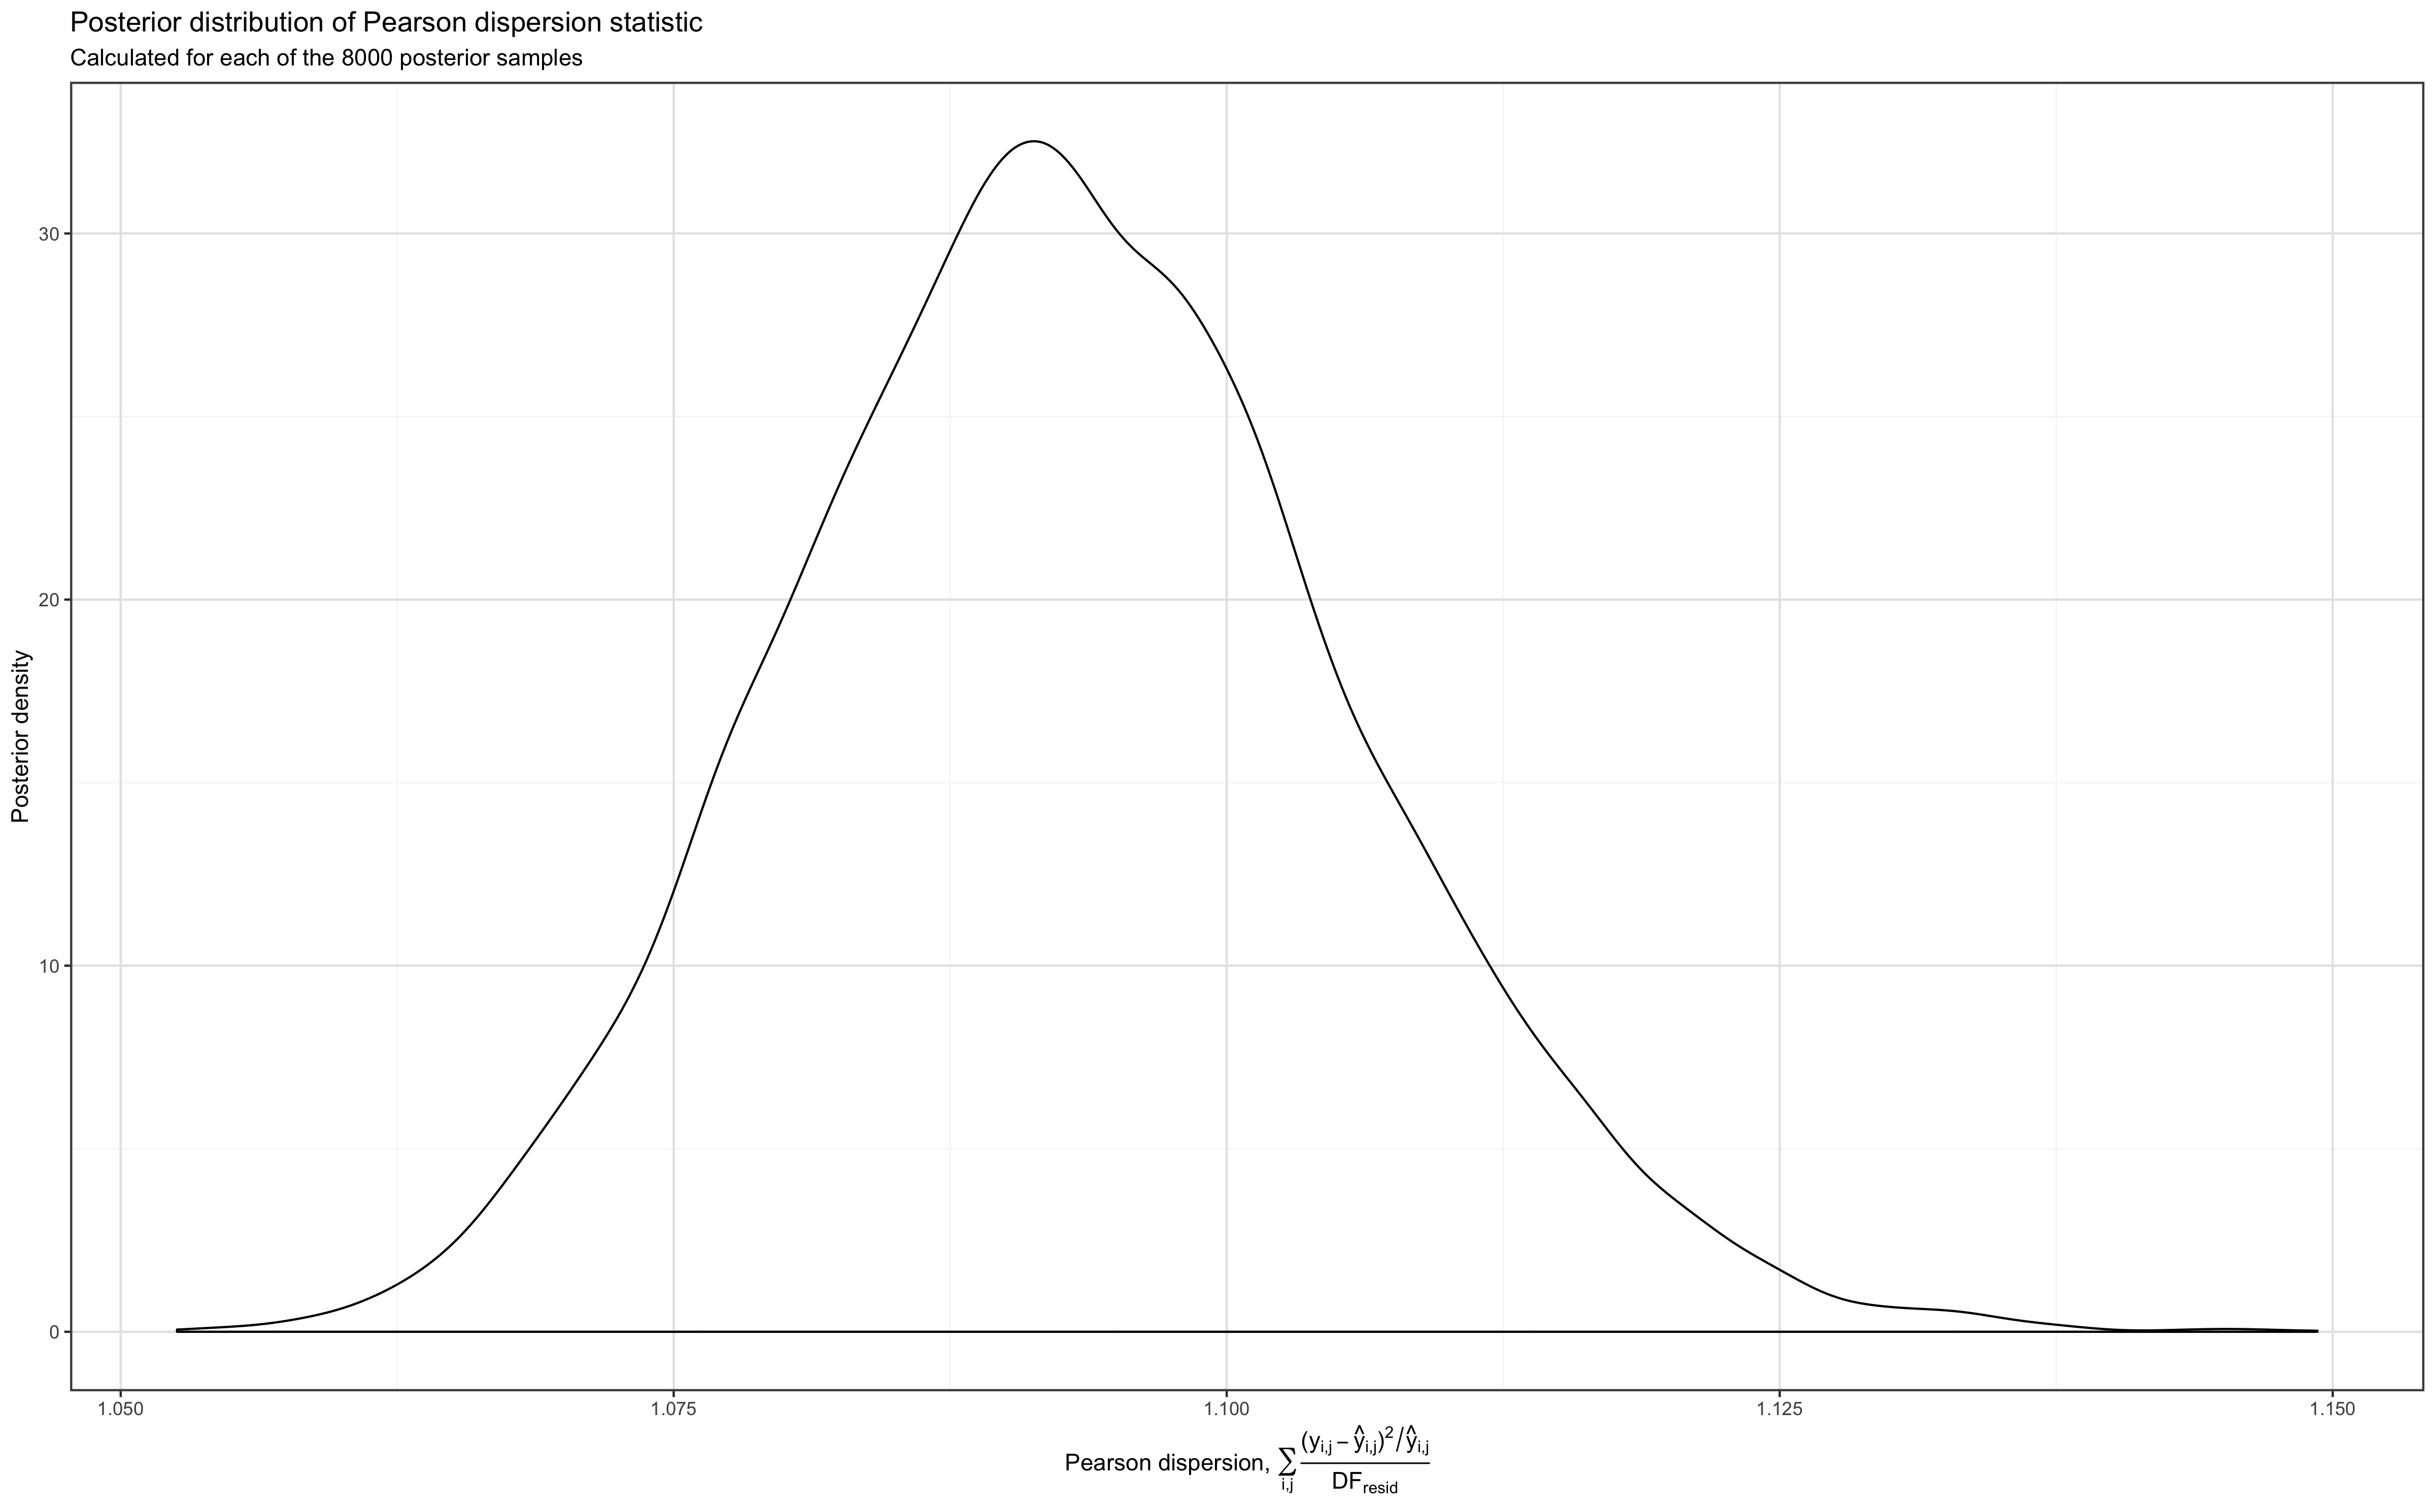 Posterior distribution of Pearson dispersion statistic
Calculated for each of the 8000 posterior samples
Posterior density
30
20
10
0
1.050 1.075 1.100 1.125 1.150
Pearson dispersion, ∑i,j (yi,j − ŷi,j)²/ŷi,j
DFresid